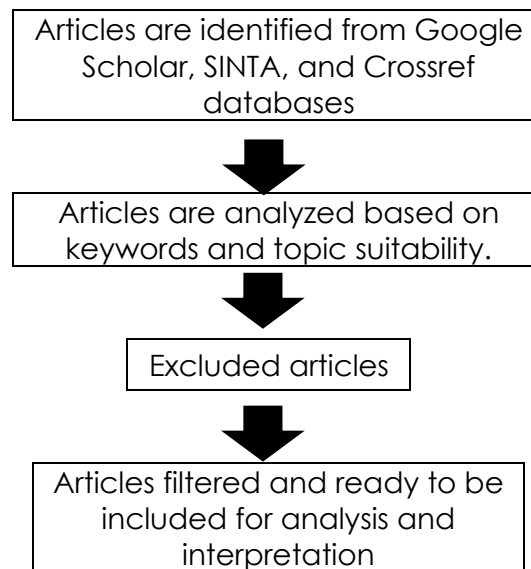 Articles are identified from Google
Scholar, SINTA, and Crossref
databases
Articles are analyzed based on
keywords and topic suitability.
Excluded articles
Articles filtered and ready to be
included for analysis and
interpretation